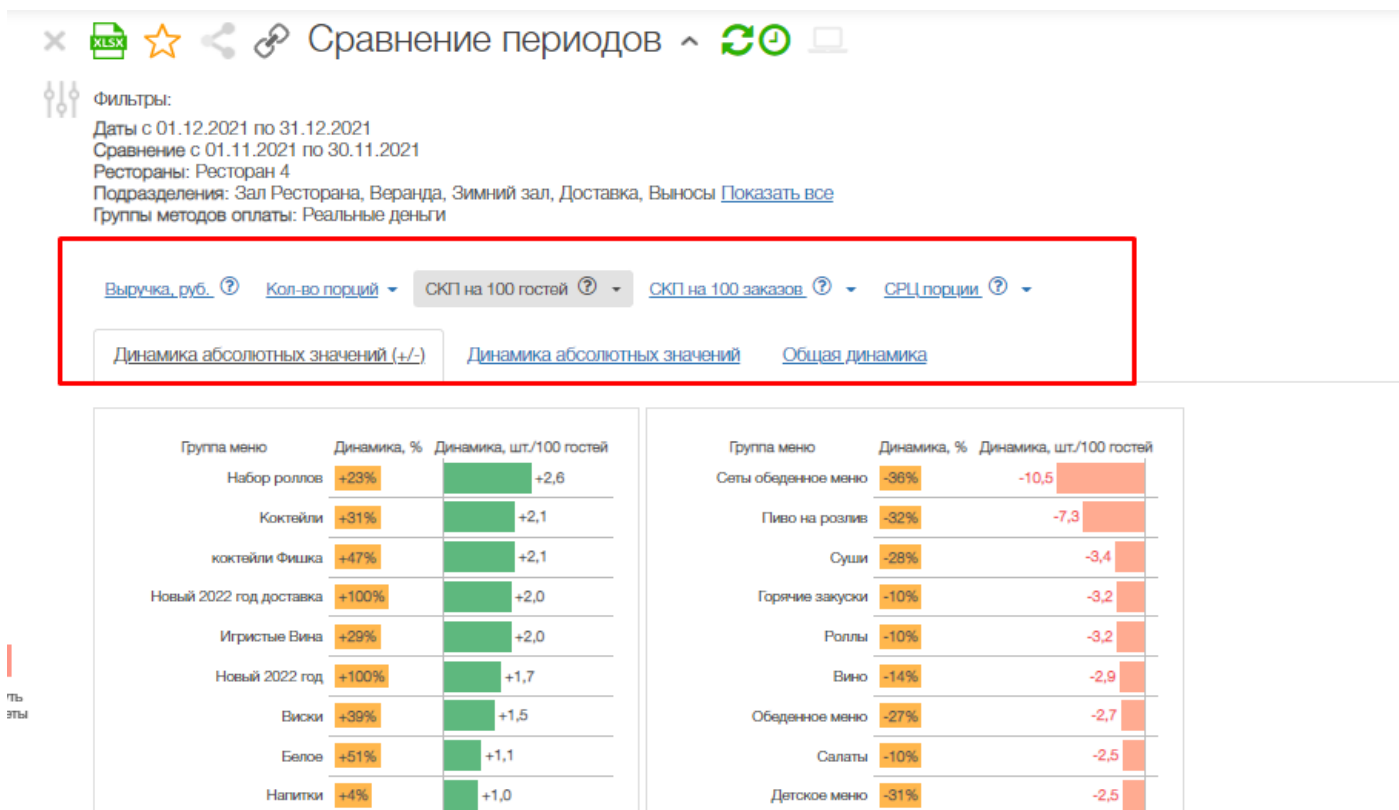 XLSX Сравнение периодов
Фильтры:
Даты с 01.12.2021 по 31.12.2021
Сравнение с 01.11.2021 по 30.11.2021
Рестораны: Ресторан 4
Подразделения: Зал Ресторана, Веранда, Зимний зал, Доставка, Выносы Показать все
Группы методов оплаты: Реальные деньги
Выручка, руб. ? Кол-во порций СКП на 100 гостей ? СКП на 100 заказов ? СРЦ порции ?
Динамика абсолютных значений (+/-) Динамика абсолютных значений Общая динамика
Группа меню Динамика, % Динамика, шт./100 гостей
Набор роллов +23% +2,6
Коктейли +31% +2,1
коктейли Фишка +47% +2,1
Новый 2022 год доставка +100% +2,0
Игристые Вина +29% +2,0
Новый 2022 год +100% +1,7
Виски +39% +1,5
Белое +51% +1,1
Напитки +4% +1,0
Группа меню Динамика, % Динамика, шт./100 гостей
Сеты обеденное меню -36% -10,5
Пиво на розлив -32% -7,3
Суши -28% -3,4
Горячие закуски -10% -3,2
Роллы -10% -3,2
Вино -14% -2,9
Обеденное меню -27% -2,7
Салаты -10% -2,5
Детское меню -31% -2,5